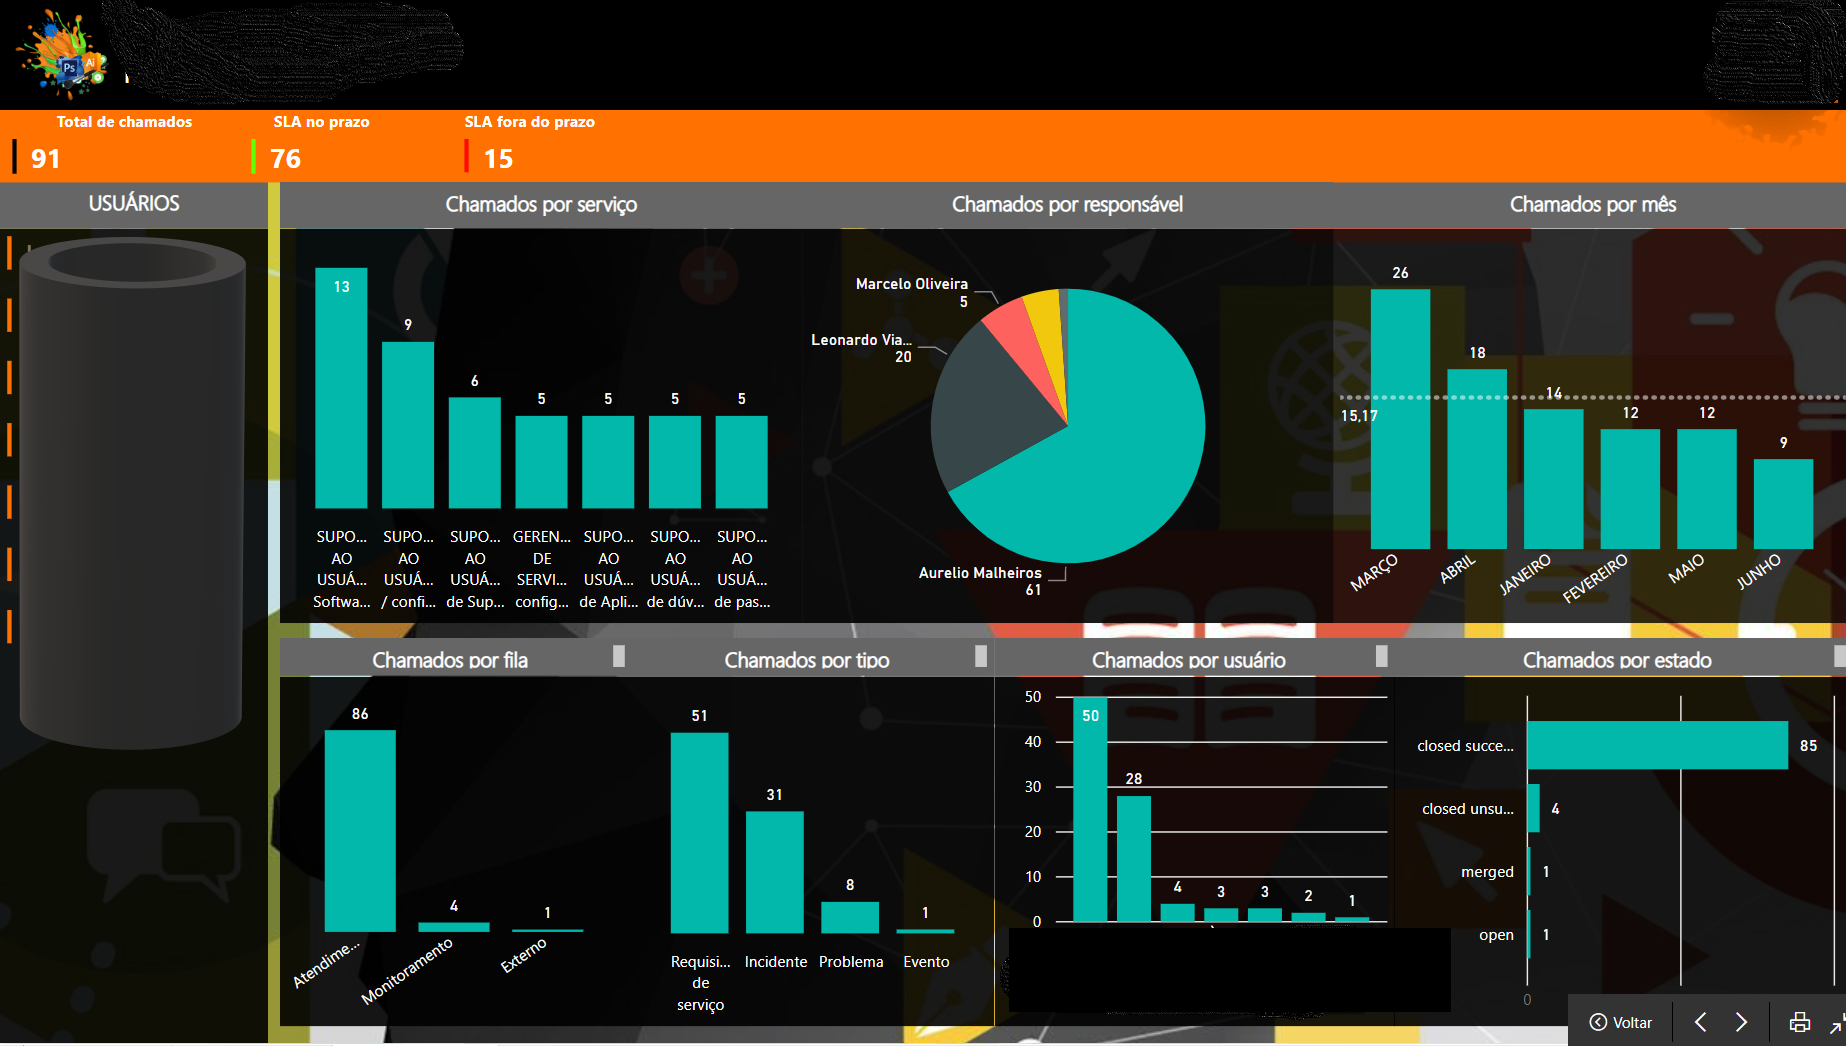 Ps
Ai
Total de chamados
91
SLA no prazo
76
SLA fora do prazo
15
USUÁRIOS
Chamados por serviço
13
9
6
5
5
5
5
SUPO...
AO
USUÁ...
Softwa...
SUPO...
AO
USUÁ...
/ confi...
SUPO...
AO
USUÁ...
de Sup...
GEREN...
DE
SERVI...
config...
SUPO...
AO
USUÁ...
de Apli...
SUPO...
AO
USUÁ...
de dúv...
SUPO...
AO
USUÁ...
de pas...
Chamados por responsável
Marcelo Oliveira
5
Leonardo Via...
20
Aurelio Malheiros
61
Chamados por mês
26
18
14
12
12
9
15,17
MARÇO
ABRIL
JANEIRO
FEVEREIRO
MAIO
JUNHO
Chamados por fila
86
4
1
Atendime...
Monitoramento
Externo
Chamados por tipo
51
31
8
1
Requisi...
de
serviço
Incidente
Problema
Evento
Chamados por usuário
50
40
30
20
10
0
50
28
4
3
3
2
1
Chamados por estado
closed succe...
85
closed unsu...
4
merged
1
open
1
0
Voltar